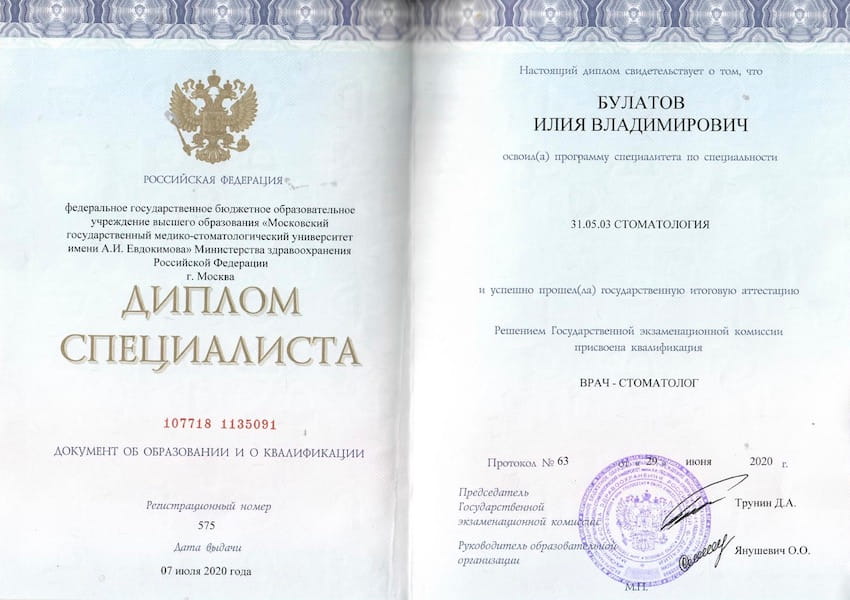 РОССИЙСКАЯ ФЕДЕРАЦИЯ
федеральное государственное бюджетное образовательное
учреждение высшего образования «Московский
государственный медико-стоматологический университет
имени А.И. Евдокимова» Министерства здравоохранения
Российской Федерации
г. Москва
ДИПЛОМ
СПЕЦИАЛИСТА
107718 1135091
ДОКУМЕНТ ОБ ОБРАЗОВАНИИ И О КВАЛИФИКАЦИИ
Регистрационный номер
575
Дата выдачи
07 июля 2020 года
Настоящий диплом свидетельствует о том, что
БУЛАТОВ
ИЛИЯ ВЛАДИМИРОВИЧ
освоил(а) программу специалитета по специальности
31.05.03 СТОМАТОЛОГИЯ
и успешно прошел(ла) государственную итоговую аттестацию
Решением Государственной экзаменационной комиссии
присвоена квалификация
ВРАЧ - СТОМАТОЛОГ
Протокол № 63 от « 29 » июня 2020 г.
Председатель
Государственной
экзаменационной комиссии
Трунин Д.А.
Руководитель образовательной
организации
Янушевич О.О.
М.П.